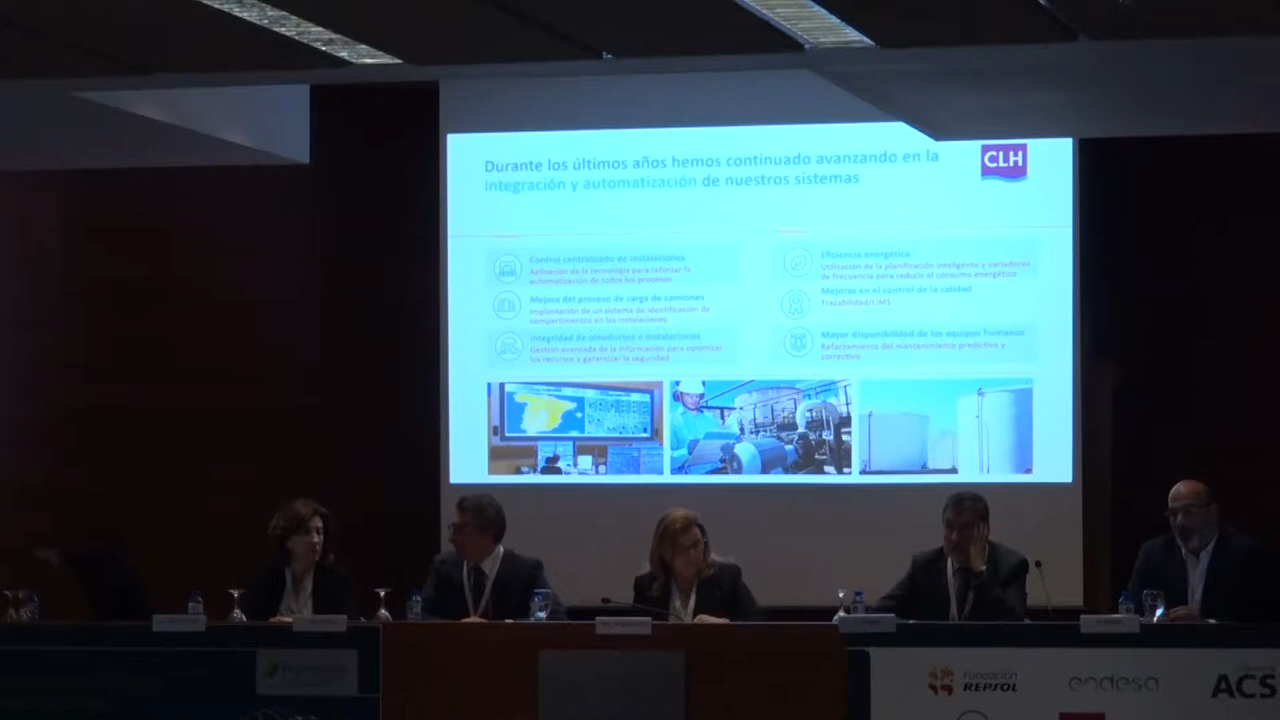 Durante los últimos años hemos continuado avanzando en la
integración y automatización de nuestros sistemas
CLH
Control centralizado de instalaciones
Aplicación de la tecnología para reforzar la
automatización de todos los procesos
Mejora del proceso de carga de camiones
Implantación de un sistema de identificación de
compartimentos en las instalaciones
Integridad de oleoductos e instalaciones
Gestión avanzada de la información para optimizar
los recursos y garantizar la seguridad
Eficiencia energética
Utilización de la planificación inteligente y variadores
de frecuencia para reducir el consumo energético
Mejoras en el control de la calidad
Trazabilidad/LIMS
Mayor disponibilidad de los equipos humanos
Reforzamiento del mantenimiento predictivo y
correctivo
Fundación
REPSOL
endesa
ACS